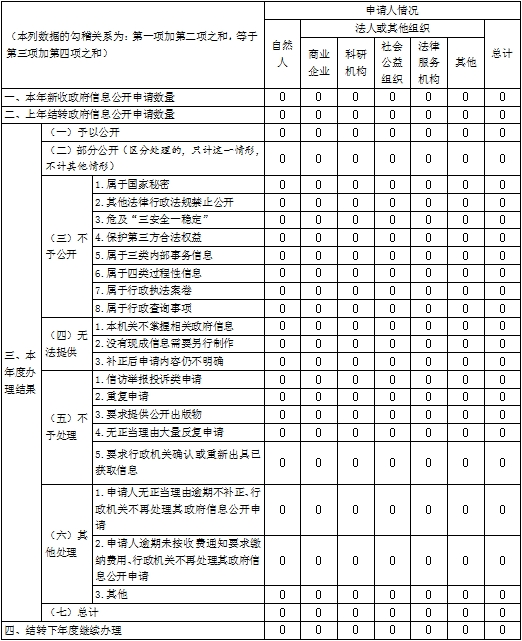 （本列数据的勾稽关系为：第一项加第二项之和，等于
第三项加第四项之和）
申请人情况
自然
人
法人或其他组织
总计
商业
企业
科研
机构
社会
公益
组织
法律
服务
机构
其他
一、本年新收政府信息公开申请数量 0 0 0 0 0 0 0
二、上年结转政府信息公开申请数量 0 0 0 0 0 0 0
三、本
年度办
理结果
（一）予以公开 0 0 0 0 0 0 0
（二）部分公开（区分处理的，只计这一情形，
不计其他情形） 0 0 0 0 0 0 0
（三）不
予公开
1.属于国家秘密 0 0 0 0 0 0 0
2.其他法律行政法规禁止公开 0 0 0 0 0 0 0
3.危及“三安全一稳定” 0 0 0 0 0 0 0
4.保护第三方合法权益 0 0 0 0 0 0 0
5.属于三类内部事务信息 0 0 0 0 0 0 0
6.属于四类过程性信息 0 0 0 0 0 0 0
7.属于行政执法案卷 0 0 0 0 0 0 0
8.属于行政查询事项 0 0 0 0 0 0 0
（四）无
法提供
1.本机关不掌握相关政府信息 0 0 0 0 0 0 0
2.没有现成信息需要另行制作 0 0 0 0 0 0 0
3.补正后申请内容仍不明确 0 0 0 0 0 0 0
（五）不
予处理
1.信访举报投诉类申请 0 0 0 0 0 0 0
2.重复申请 0 0 0 0 0 0 0
3.要求提供公开出版物 0 0 0 0 0 0 0
4.无正当理由大量反复申请 0 0 0 0 0 0 0
5.要求行政机关确认或重新出具已
获取信息 0 0 0 0 0 0 0
（六）其
他处理
1.申请人无正当理由逾期不补正、行
政机关不再处理其政府信息公开申
请 0 0 0 0 0 0 0
2.申请人逾期未按收费通知要求缴
纳费用、行政机关不再处理其政府信
息公开申请 0 0 0 0 0 0 0
3.其他 0 0 0 0 0 0 0
（七）总计 0 0 0 0 0 0 0
四、结转下年度继续办理 0 0 0 0 0 0 0